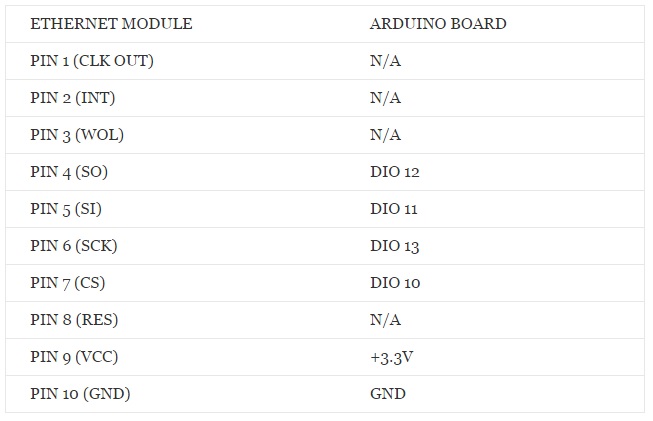 ETHERNET MODULE ARDUINO BOARD
PIN 1 (CLK OUT) N/A
PIN 2 (INT) N/A
PIN 3 (WOL) N/A
PIN 4 (SO) DIO 12
PIN 5 (SI) DIO 11
PIN 6 (SCK) DIO 13
PIN 7 (CS) DIO 10
PIN 8 (RES) N/A
PIN 9 (VCC) +3.3V
PIN 10 (GND) GND